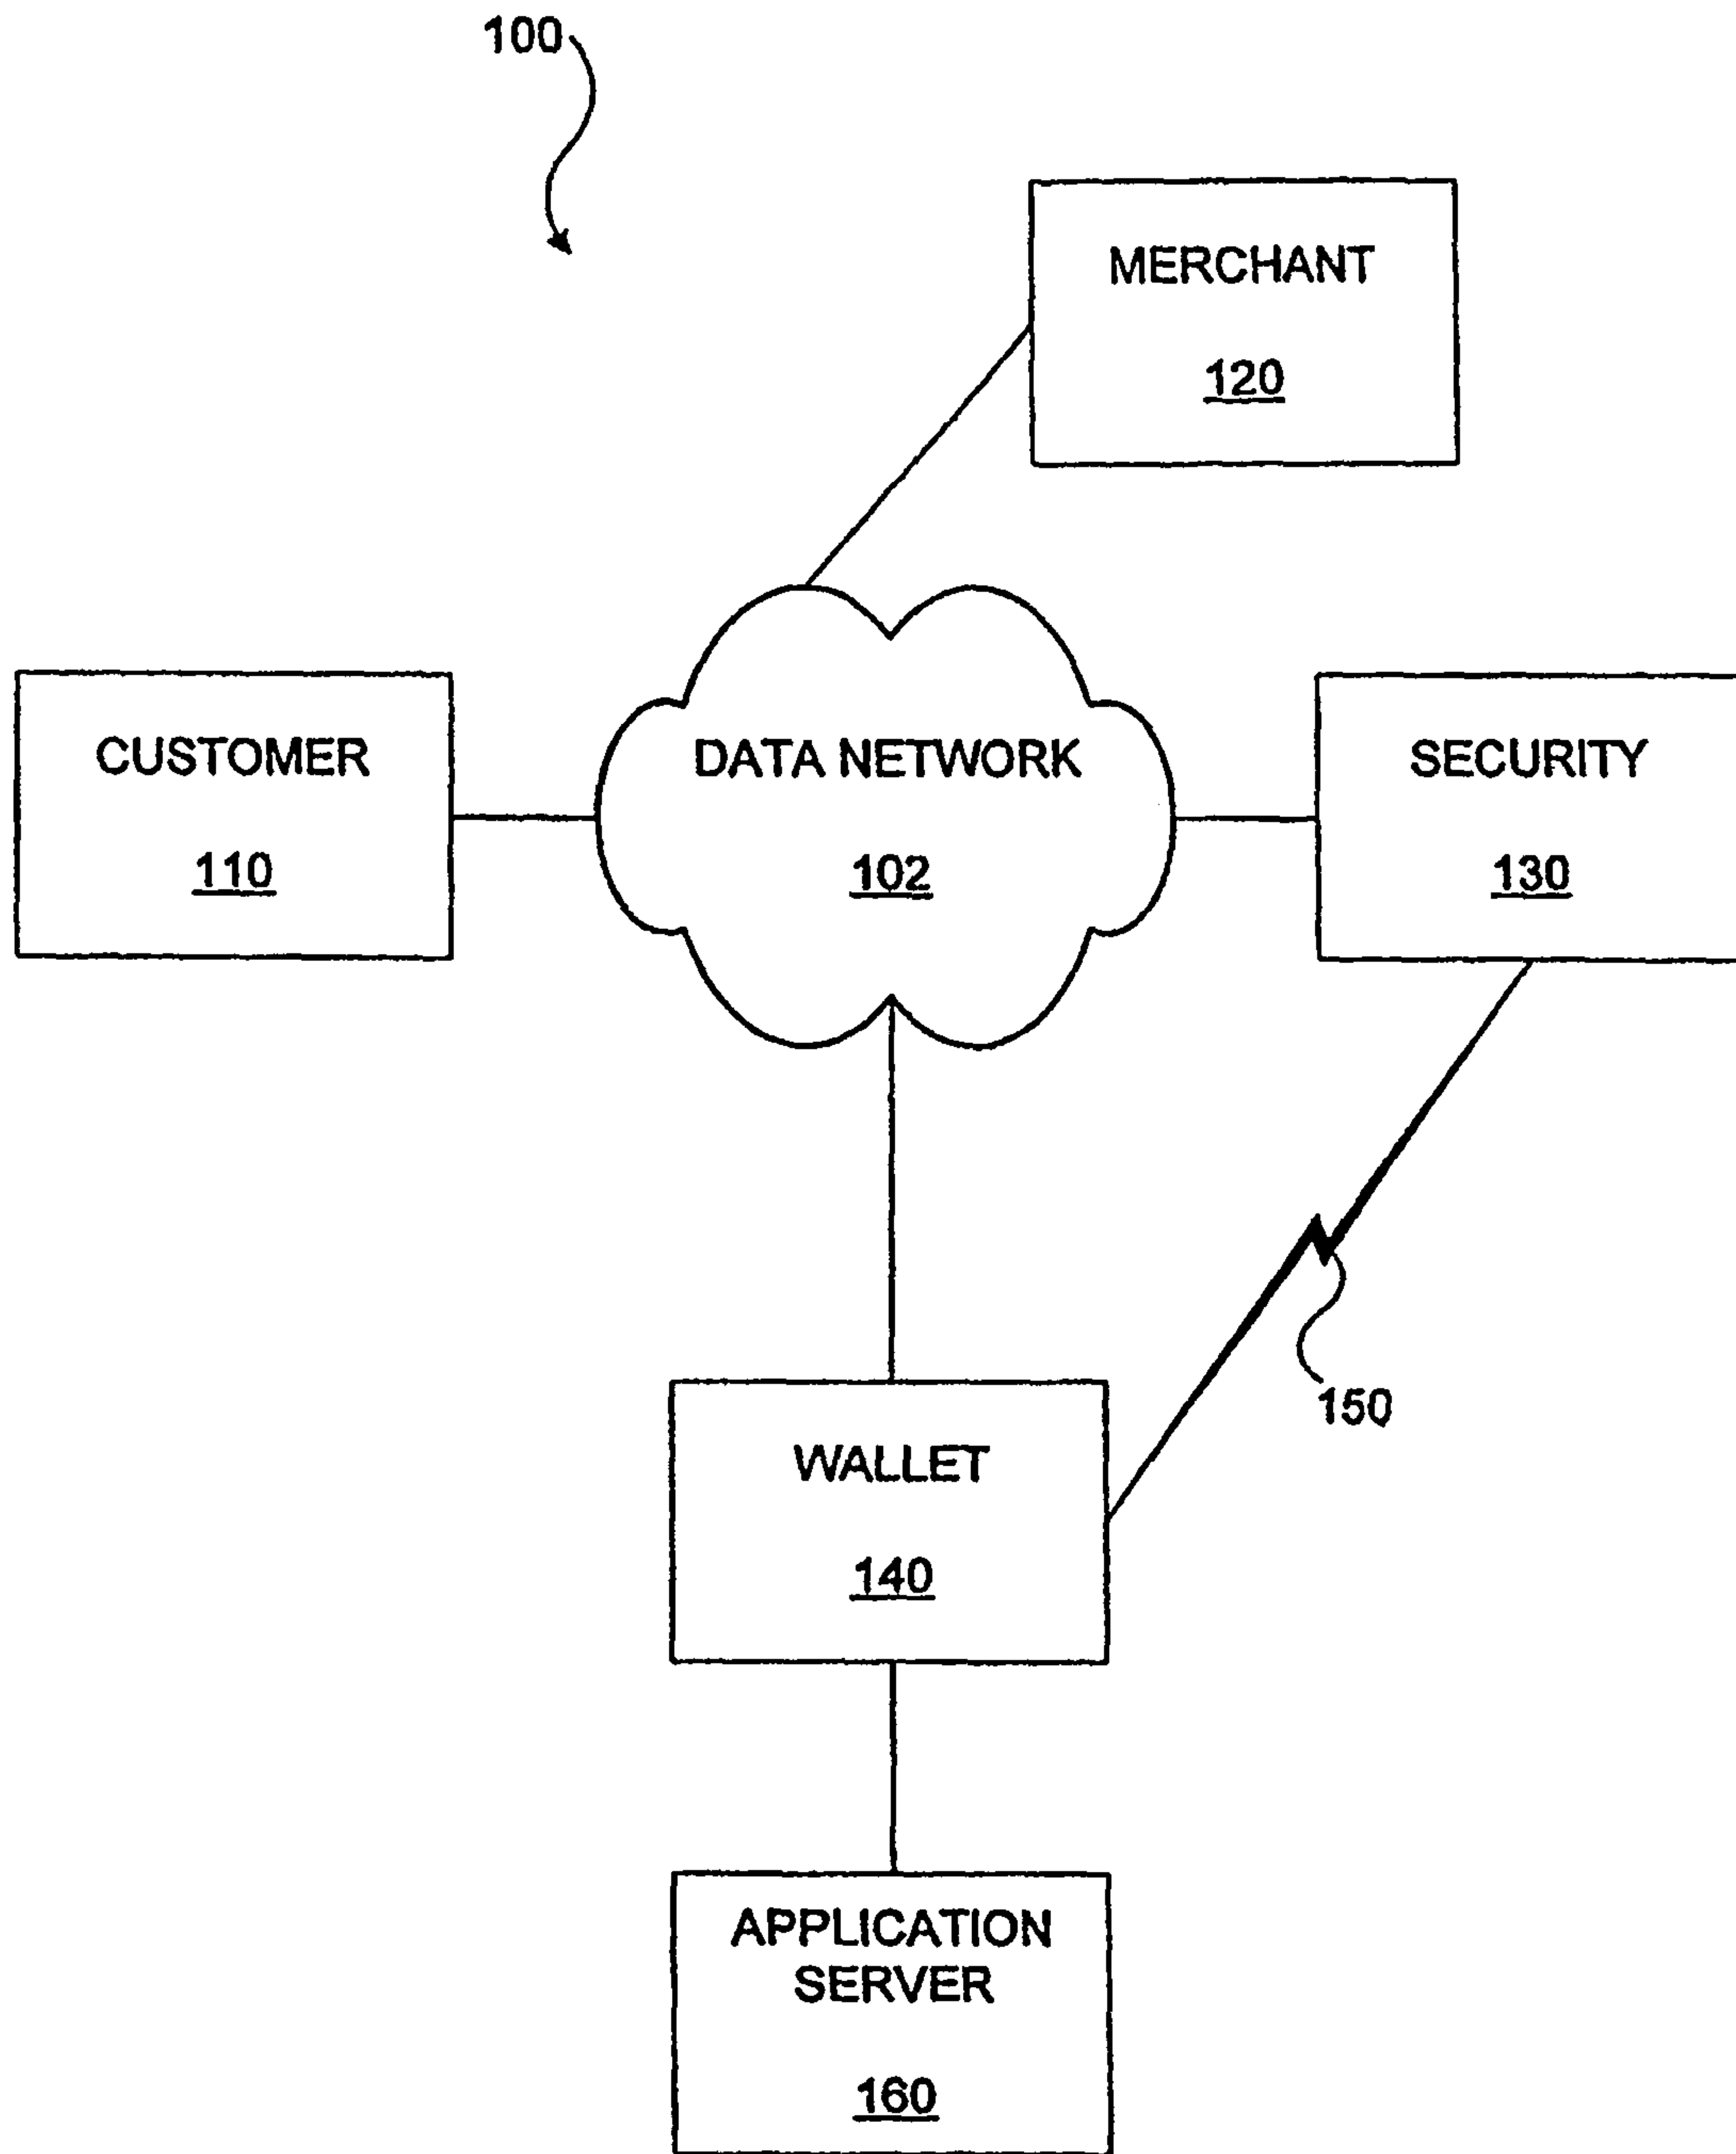 100
MERCHANT
120
CUSTOMER
110
DATA NETWORK
102
SECURITY
130
150
WALLET
140
APPLICATION
SERVER
160